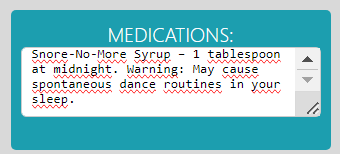 MEDICATIONS:
Snore-No-More Syrup – 1 tablespoon
at midnight. Warning: May cause
spontaneous dance routines in your
sleep.